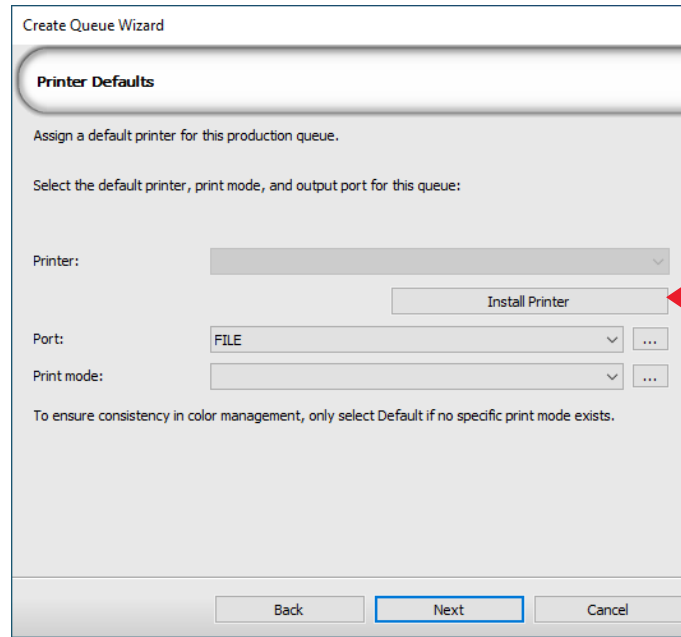 Create Queue Wizard
Printer Defaults
Assign a default printer for this production queue.
Select the default printer, print mode, and output port for this queue:
Printer:
Install Printer
Port: FILE ...
Print mode: ...
To ensure consistency in color management, only select Default if no specific print mode exists.
Back Next Cancel